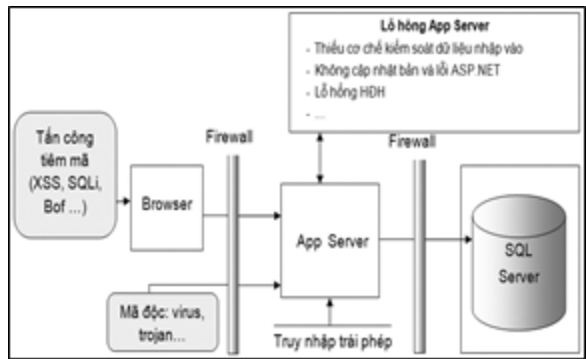 Lỗ hổng App Server
- Thiếu cơ chế kiểm soát dữ liệu nhập vào
- Không cập nhật bản vá lỗi ASP.NET
- Lỗ hổng HĐH
- ...
Tấn công
tiêm mã
(XSS, SQLi,
Bof ...)
Browser
Firewall
App Server
Firewall
SQL
Server
Mã độc: virus,
trojan...
Truy nhập trái phép